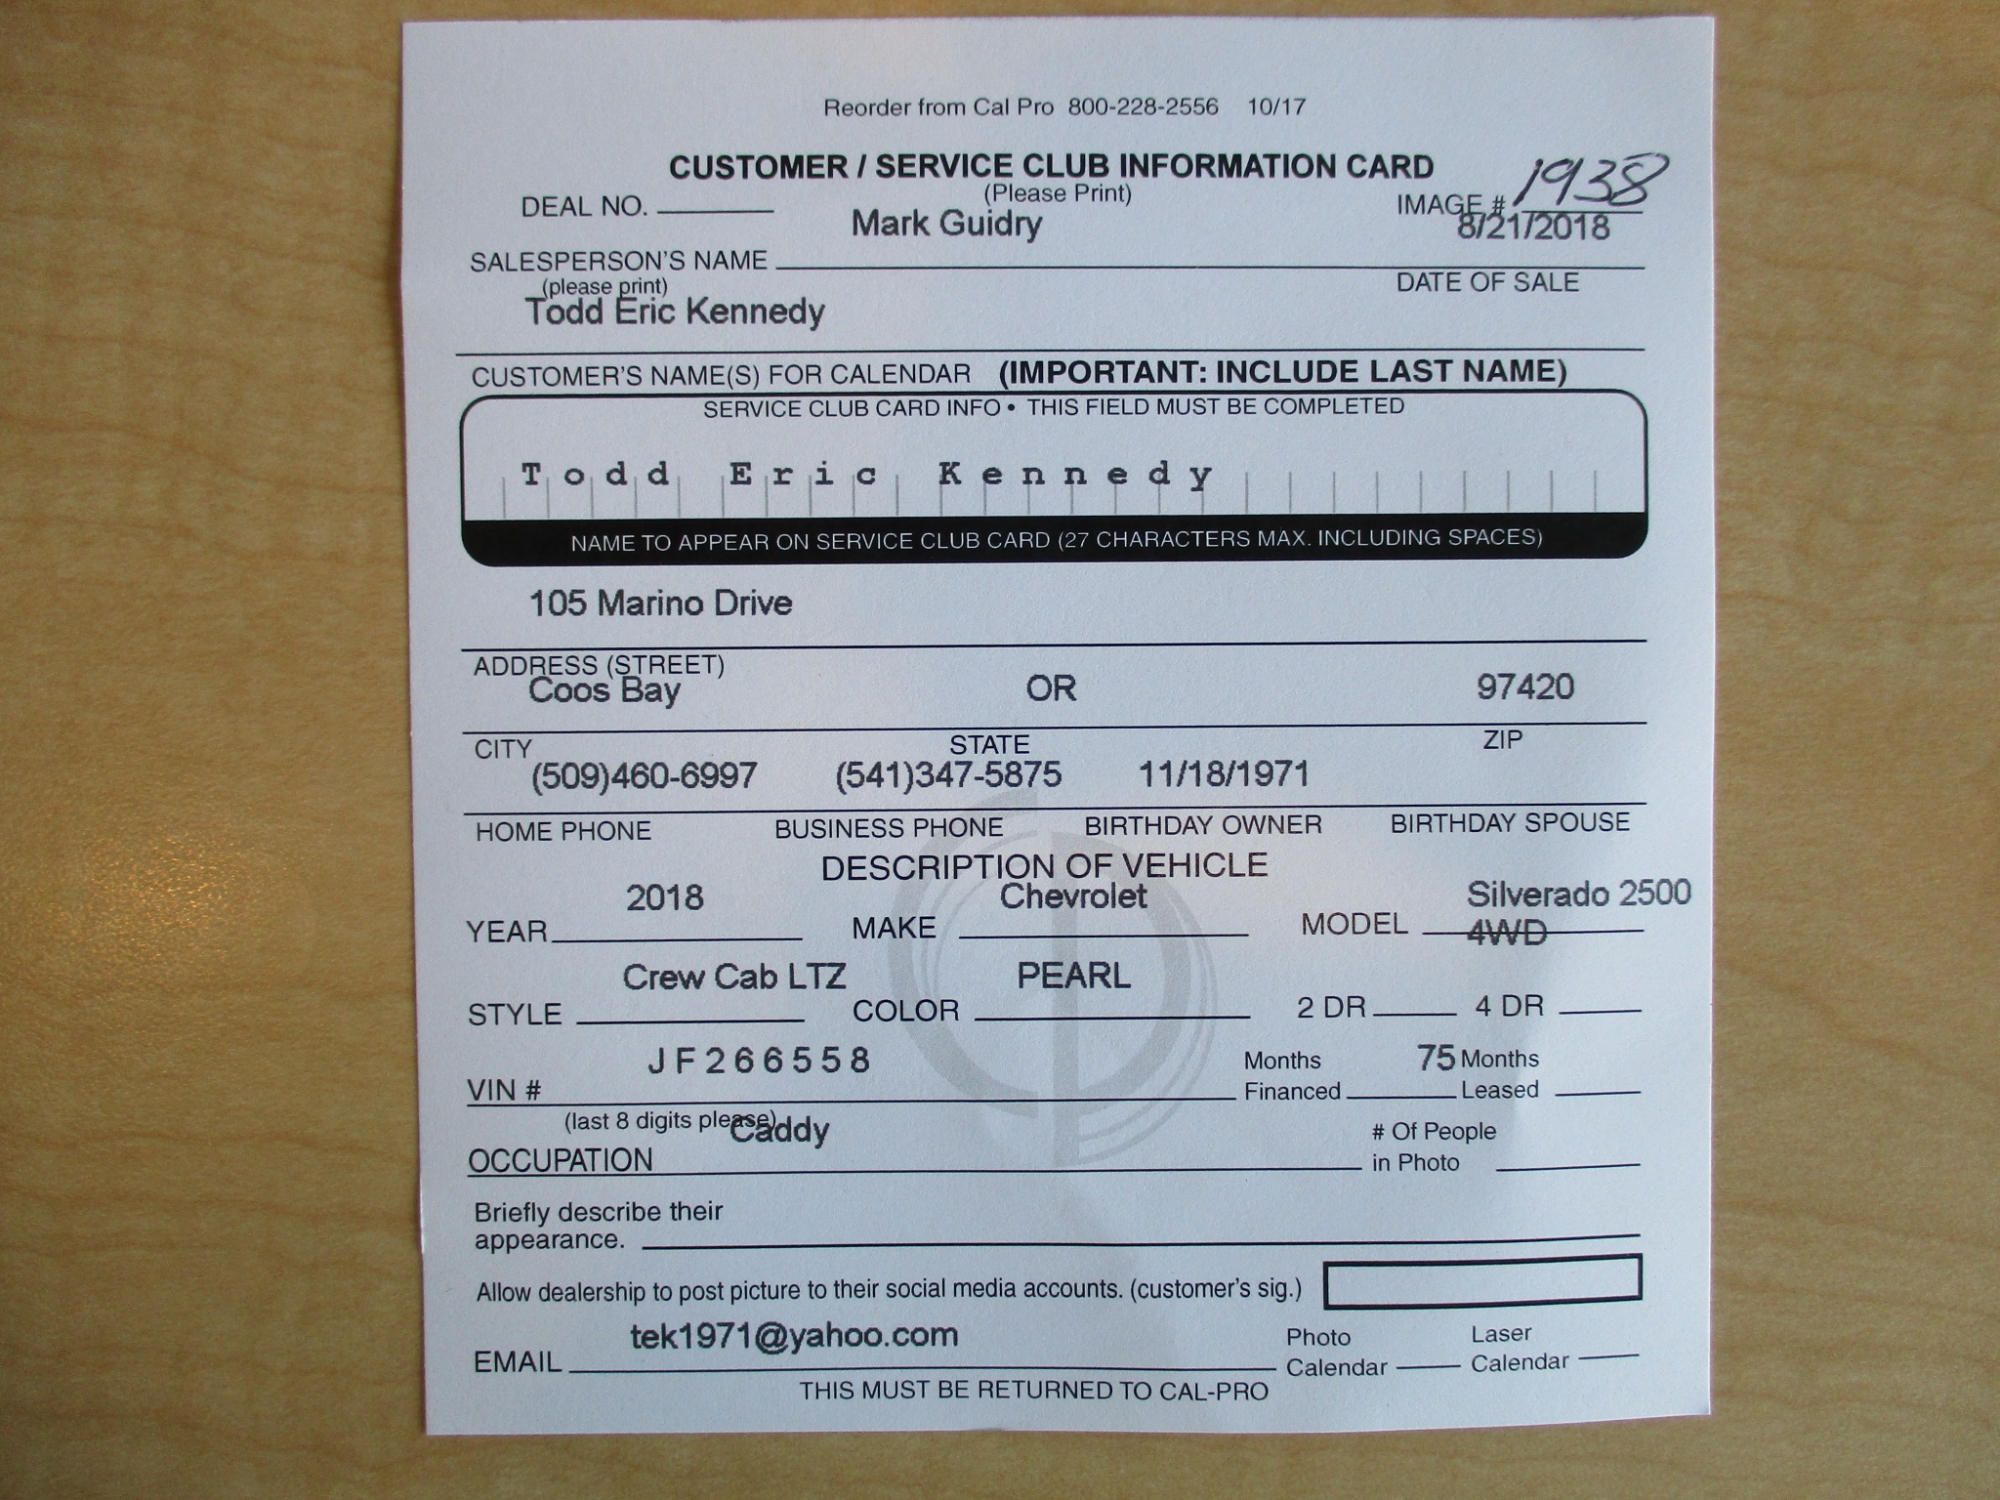 Reorder from Cal Pro 800-228-2556 10/17
CUSTOMER / SERVICE CLUB INFORMATION CARD
(Please Print)
DEAL NO.
IMAGE # 1938
Mark Guidry
8/21/2018
SALESPERSON'S NAME
(please print)
DATE OF SALE
Todd Eric Kennedy
CUSTOMER'S NAME(S) FOR CALENDAR (IMPORTANT: INCLUDE LAST NAME)
SERVICE CLUB CARD INFO • THIS FIELD MUST BE COMPLETED
Todd Eric Kennedy
NAME TO APPEAR ON SERVICE CLUB CARD (27 CHARACTERS MAX. INCLUDING SPACES)
105 Marino Drive
ADDRESS (STREET)
Coos Bay OR 97420
CITY STATE ZIP
(509)460-6997 (541)347-5875 11/18/1971
HOME PHONE BUSINESS PHONE BIRTHDAY OWNER BIRTHDAY SPOUSE
DESCRIPTION OF VEHICLE
2018 Chevrolet Silverado 2500
YEAR MAKE MODEL 4WD
Crew Cab LTZ PEARL
STYLE COLOR 2 DR 4 DR
JF266558 Months 75 Months
VIN # Financed Leased
(last 8 digits please)
Caddy # Of People
OCCUPATION in Photo
Briefly describe their
appearance.
Allow dealership to post picture to their social media accounts. (customer's sig.)
tek1971@yahoo.com Photo Laser
EMAIL Calendar Calendar
THIS MUST BE RETURNED TO CAL-PRO